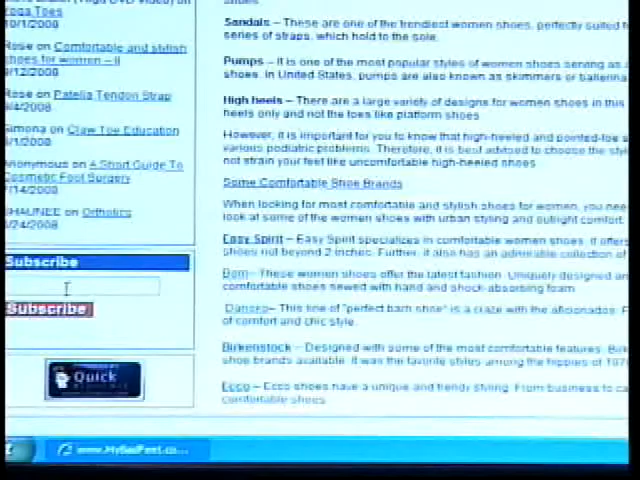 Yoga Toes
10/1/2008
Rose on Comfortable and stylish
shoes for women – II
9/12/2008
Rose on Patella Tendon Strap
9/4/2008
Simona on Claw Toe Education
8/1/2008
Anonymous on A Short Guide To
Cosmetic Foot Surgery
7/14/2008
SHAUNEE on Orthotics
6/24/2008
Subscribe
Subscribe
Quick
shoes.
Sandals – These are one of the trendiest women shoes, perfectly suited
series of straps, which hold to the sole.
Pumps – It is one of the most popular styles of women shoes serving as
shoes. In United States, pumps are also known as skimmers or ballerina
High heels – There are a large variety of designs for women shoes in this
heels only and not the toes like platform shoes
However, it is important for you to know that high-heeled and pointed-toe
various podiatric problems. Therefore, it is best advised to choose the
not strain your feet like uncomfortable high-heeled shoes.
Some Comfortable Shoe Brands
When looking for most comfortable and stylish shoes for women, you
look at some of the women shoes with urban styling and outright comfort.
Easy Spirit – Easy Spirit specializes in comfortable women shoes. It offers
shoes not beyond 2 inches. Further, it also has an admirable collection of
Born – These women shoes offer the latest fashion. Uniquely designed
comfortable shoes sewed with hand and shock-absorbing foam.
Dansko – This line of "perfect barn shoe" is a craze with the aficionados.
of comfort and chic style.
Birkenstock – Designed with some of the most comfortable features.
shoe brands available. It was the favorite styles among the hippies of
Ecco – Ecco shoes have a unique and trendy styling. From business to
comfortable shoes.